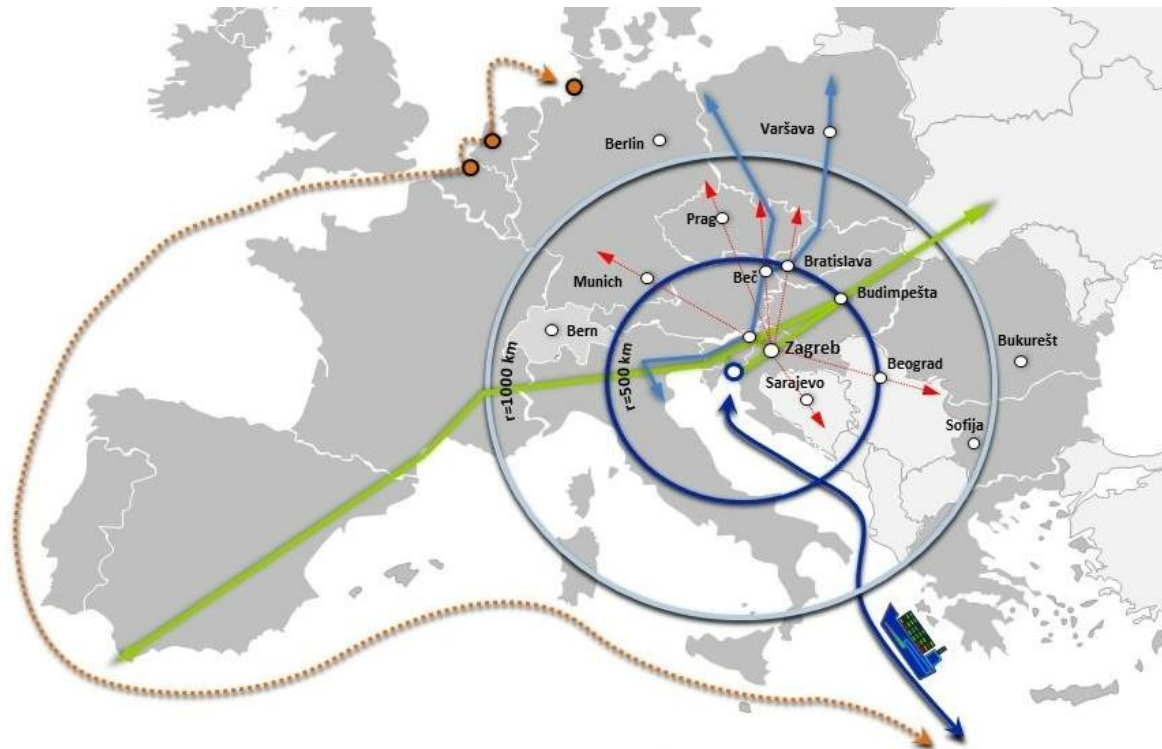 Varšava
Berlin
Prag
Bratislava
Beč
Munich
Budimpešta
Bern
Zagreb
Bukurešt
r=1000 km
r=500 km
Beograd
Sarajevo
Sofija